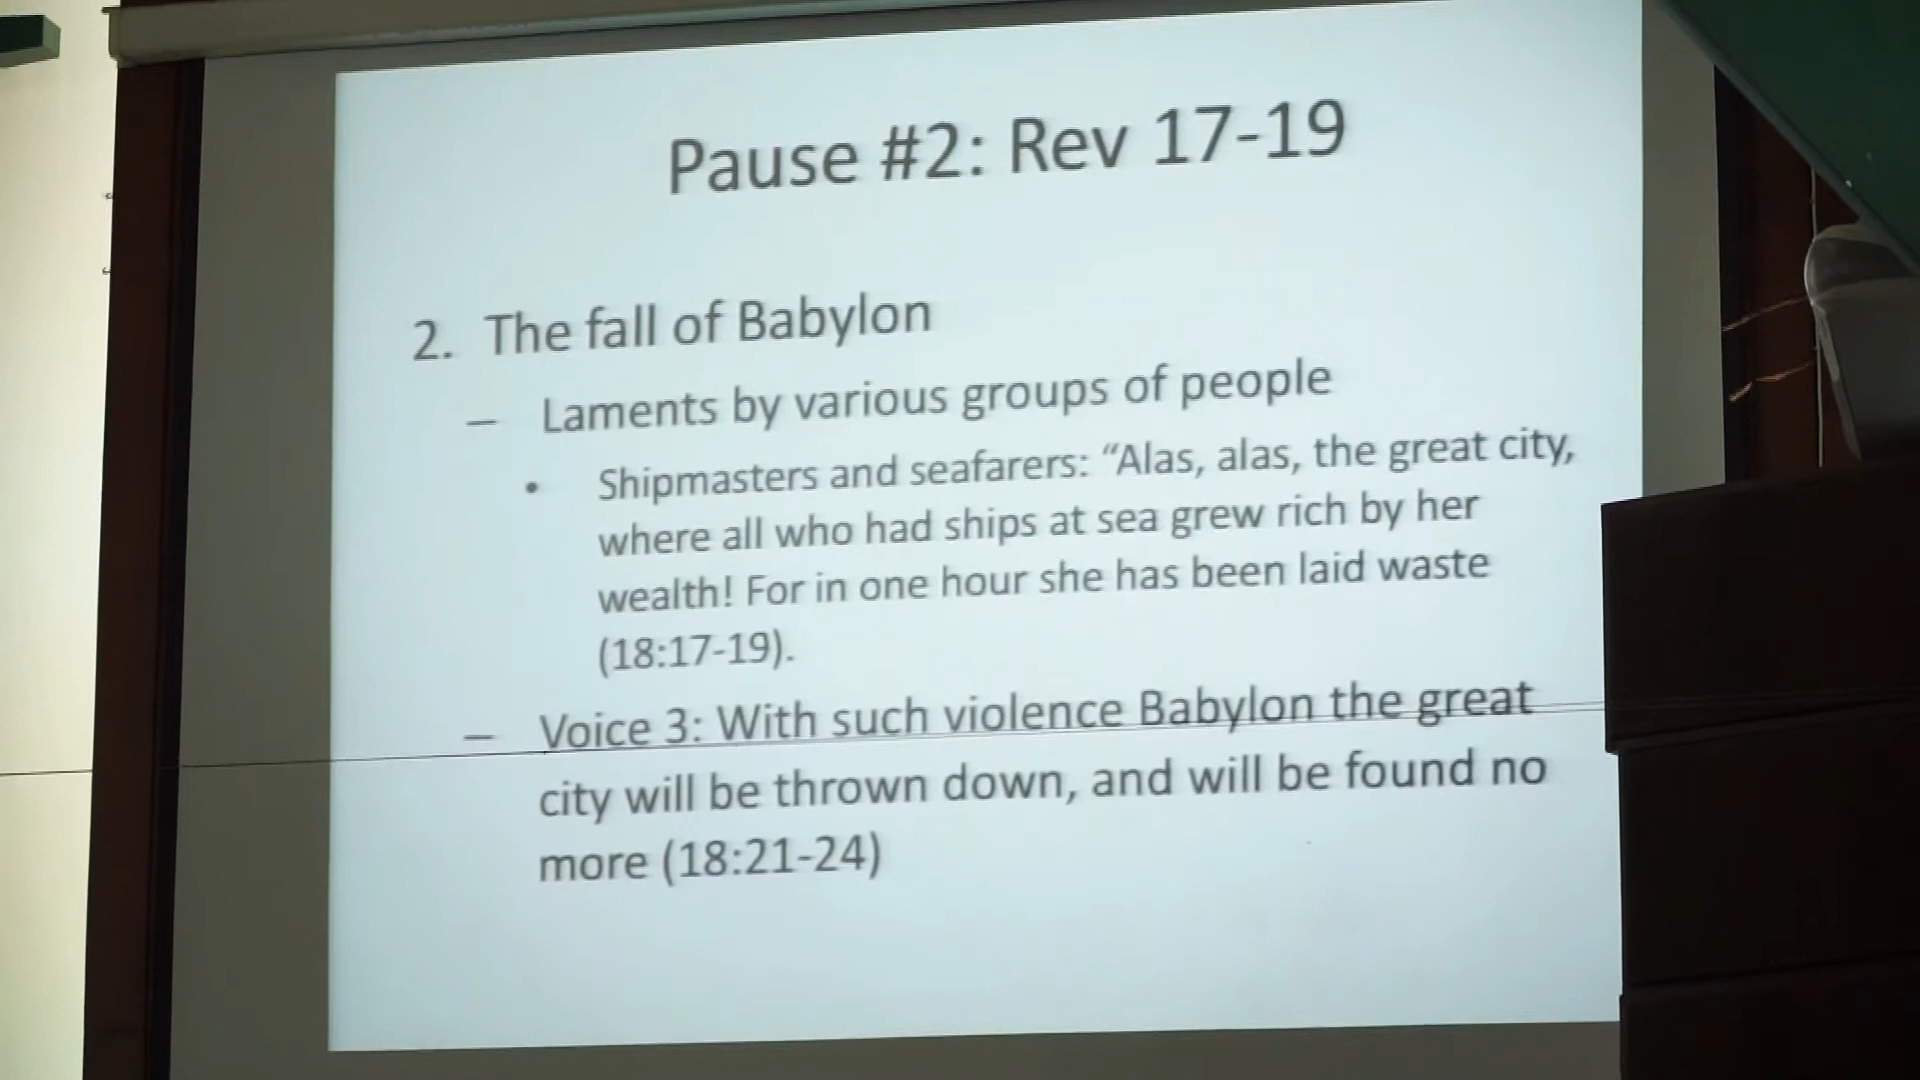 Pause #2: Rev 17-19
2. The fall of Babylon
– Laments by various groups of people
• Shipmasters and seafarers: “Alas, alas, the great city,
where all who had ships at sea grew rich by her
wealth! For in one hour she has been laid waste
(18:17-19).
– Voice 3: With such violence Babylon the great
city will be thrown down, and will be found no
more (18:21-24)